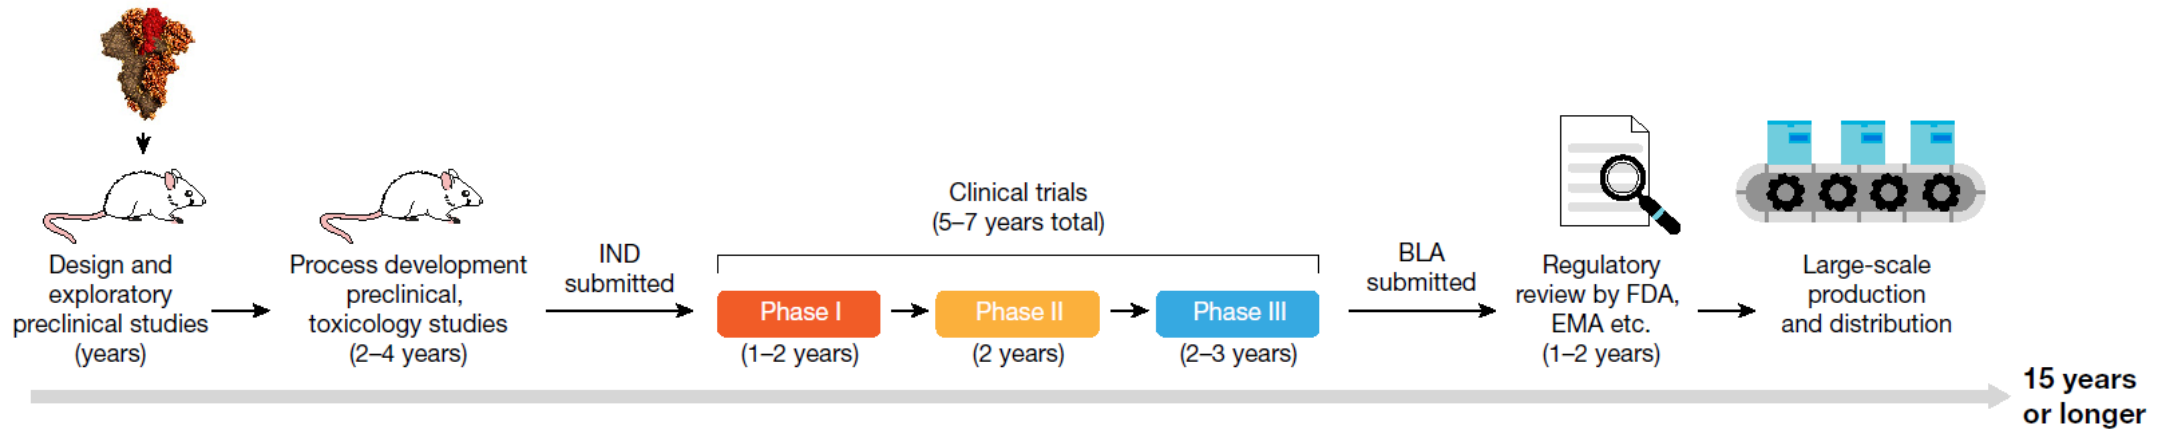 Design and
exploratory
preclinical studies
(years)
Process development
preclinical,
toxicology studies
(2–4 years)
IND
submitted
Clinical trials
(5–7 years total)
Phase I
(1–2 years)
Phase II
(2 years)
Phase III
(2–3 years)
BLA
submitted
Regulatory
review by FDA,
EMA etc.
(1–2 years)
Large-scale
production
and distribution
15 years
or longer